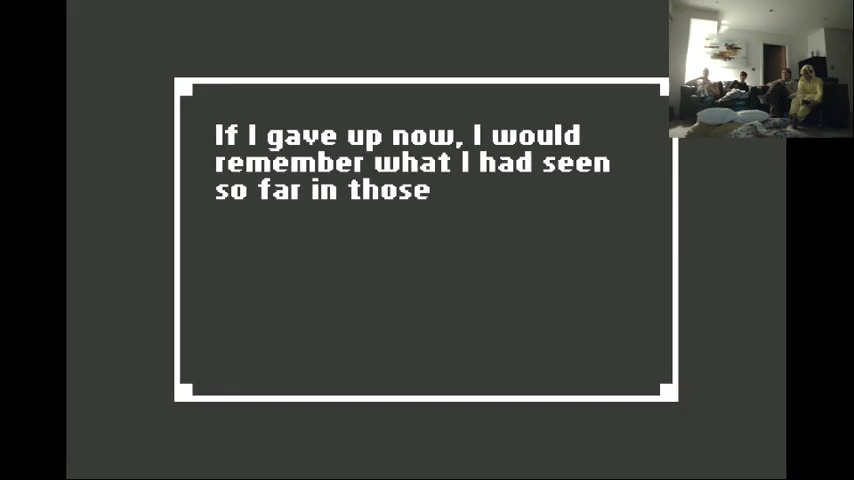 If I gave up now, I would
remember what I had seen
so far in those